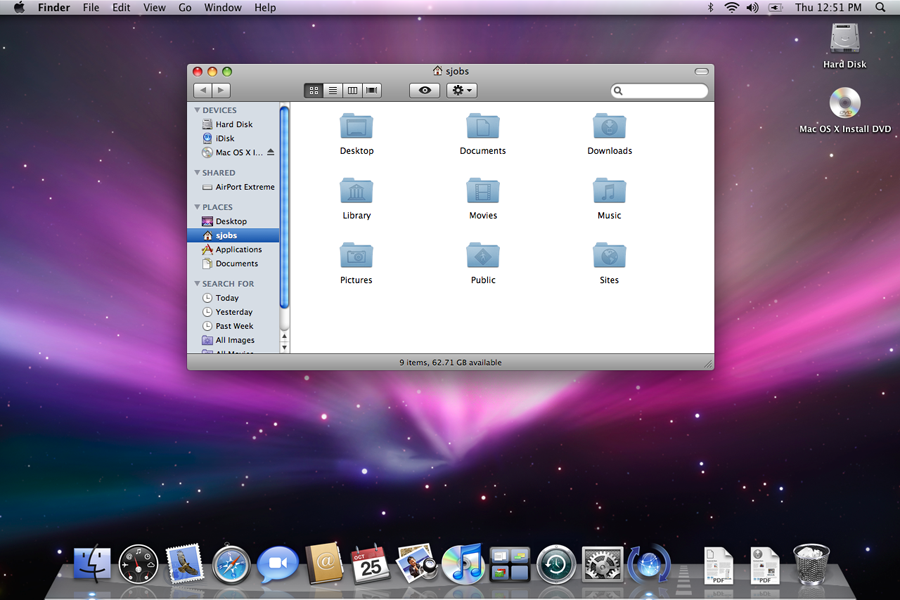 Finder File Edit View Go Window Help Thu 12:51 PM
Hard Disk
Mac OS X Install DVD
sjobs
DEVICES
Hard Disk
iDisk
Mac OS X I...
SHARED
AirPort Extreme
PLACES
Desktop
sjobs
Applications
Documents
SEARCH FOR
Today
Yesterday
Past Week
All Images
All Movies
Desktop Documents Downloads
Library Movies Music
Pictures Public Sites
9 items, 62.71 GB available
OCT
25
PDF
PDF